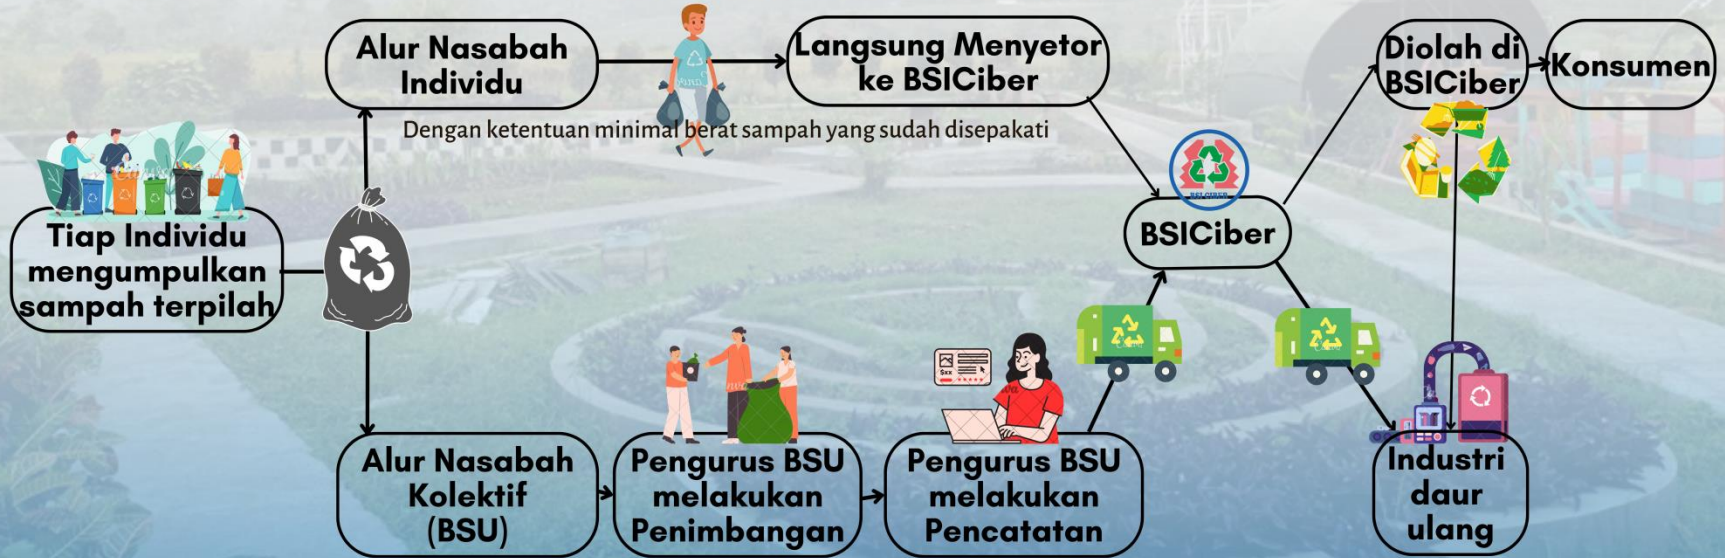 Tiap Individu
mengumpulkan
sampah terpilah
Alur Nasabah
Individu
Langsung Menyetor
ke BSICiber
Dengan ketentuan minimal berat sampah yang sudah disepakati
Alur Nasabah
Kolektif
(BSU)
Pengurus BSU
melakukan
Penimbangan
Pengurus BSU
melakukan
Pencatatan
BSI CIBER
BSICiber
Diolah di
BSICiber
Konsumen
Industri
daur
ulang